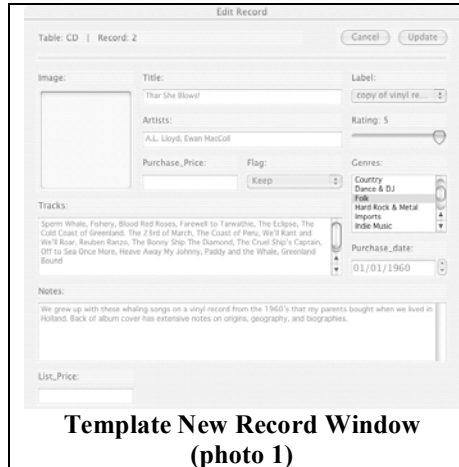 Edit Record
Table: CD | Record: 2
Cancel Update
Image: Title: Label:
Thar She Blows! copy of vinyl re...
Artists: Rating: 5
A.L. Lloyd, Ewan MacColl
Purchase_Price: Flag: Genres:
Keep
Country
Dance & DJ
Folk
Hard Rock & Metal
Imports
Indie Music
Tracks:
Sperm Whale, Fishery, Blood Red Roses, Farewell to Tarwathie, The Eclipse, The
Cold Coast of Greenland, The 23rd of March, The Coast of Peru, We'll Rant and
We'll Roar, Reuben Ranzo, The Bonny Ship The Diamond, The Cruel Ship's Captain,
Off to Sea Once More, Heave Away My Johnny, Paddy and the Whale, Greenland
Bound
Purchase_date:
01/01/1960
Notes:
We grew up with these whaling songs on a vinyl record from the 1960's that my parents bought when we lived in
Holland. Back of album cover has extensive notes on origins, geography, and biographies.
List_Price:
Template New Record Window
(photo 1)